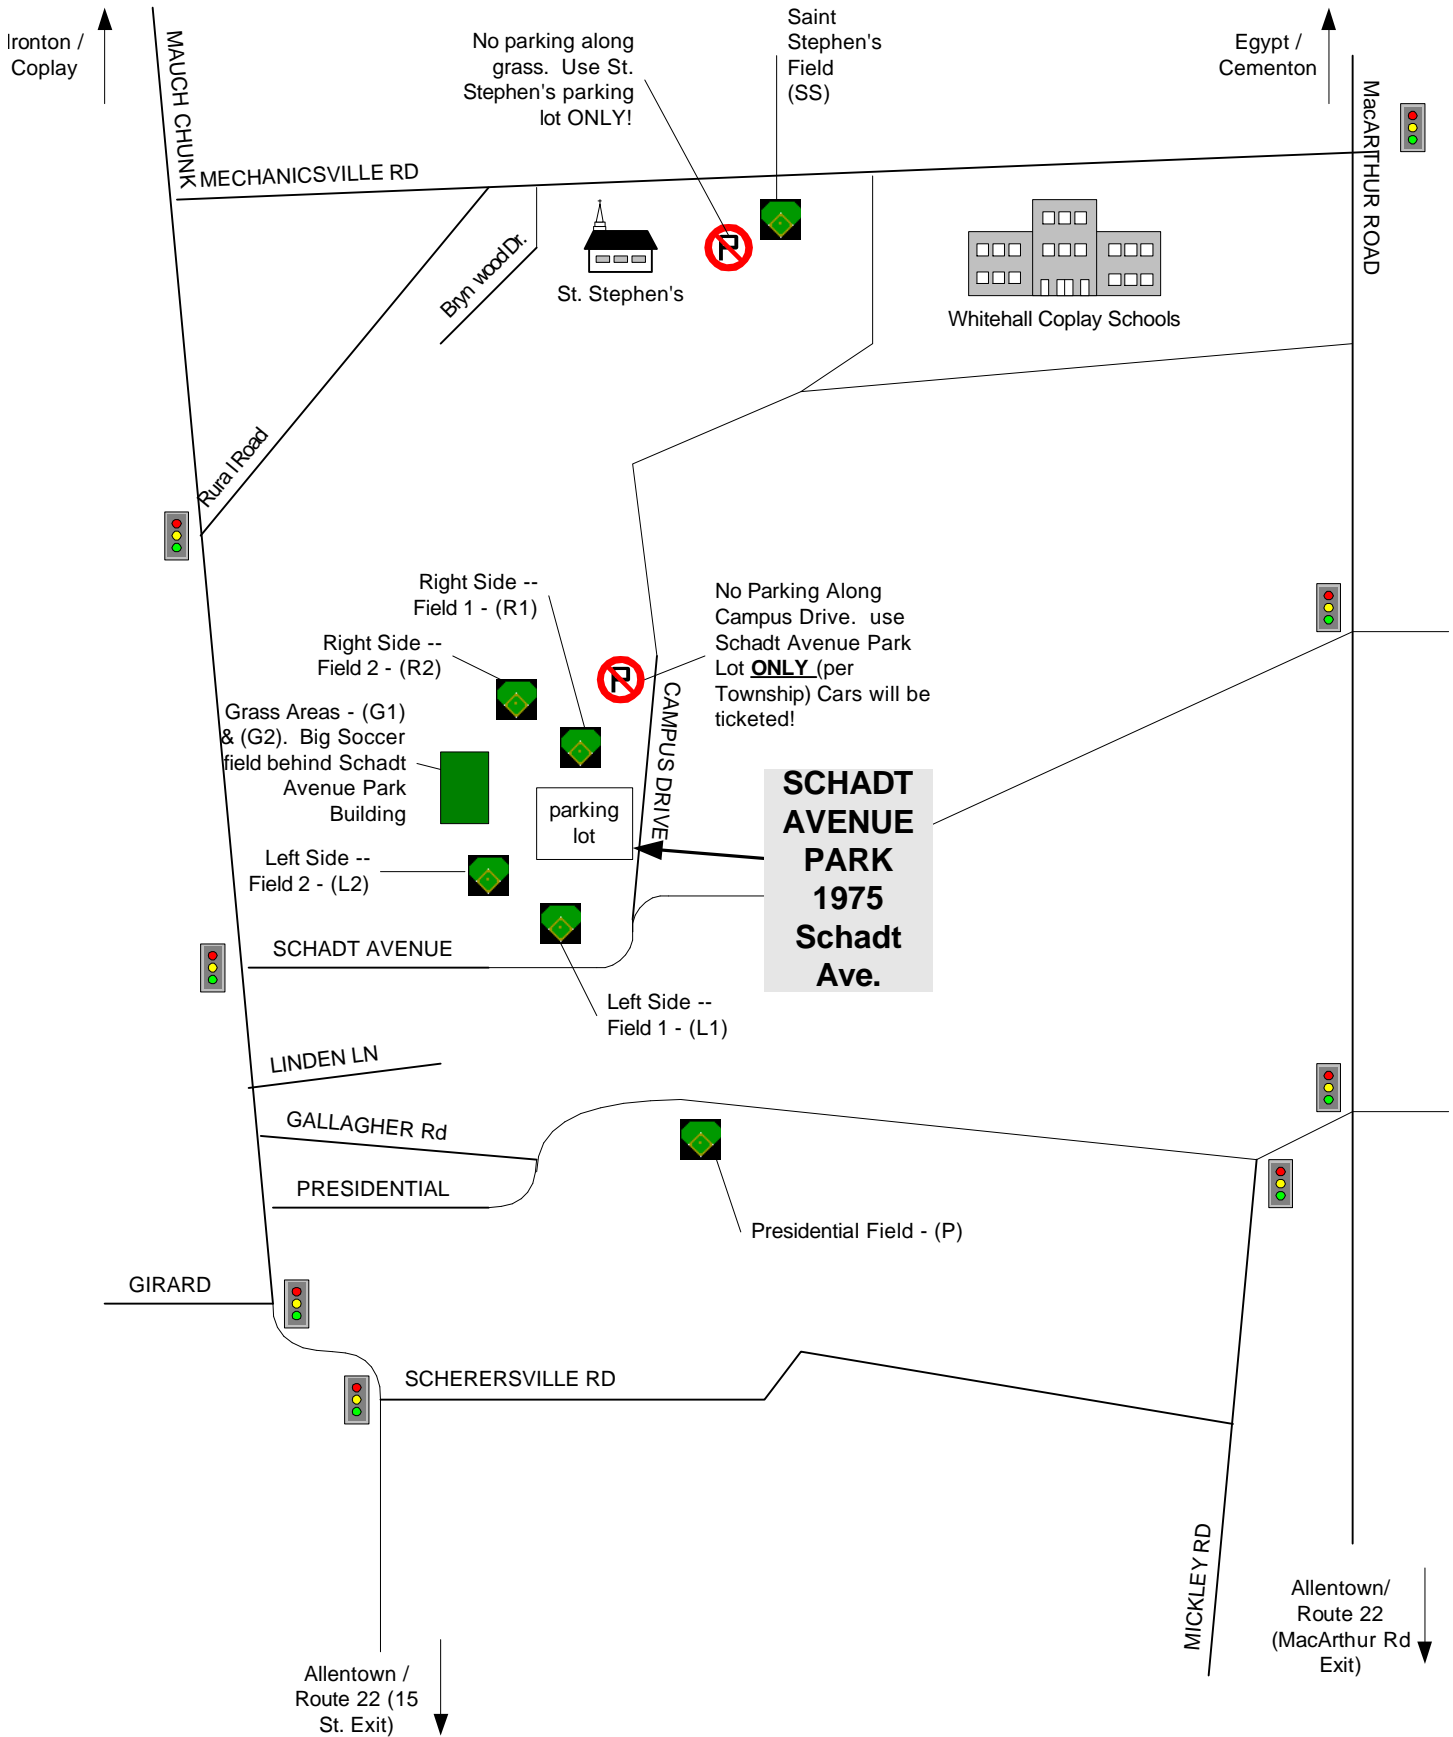 Ironton /
Coplay
MAUCH CHUNK
No parking along
grass. Use St.
Stephen's parking
lot ONLY!
Saint
Stephen's
Field
(SS)
Egypt /
Cementon
MacARTHUR ROAD
MECHANICSVILLE RD
Bryn wood Dr.
St. Stephen's
Whitehall Coplay Schools
Rural Road
Right Side --
Field 1 - (R1)
Right Side --
Field 2 - (R2)
No Parking Along
Campus Drive. use
Schadt Avenue Park
Lot ONLY (per
Township) Cars will be
ticketed!
Grass Areas - (G1)
& (G2). Big Soccer
field behind Schadt
Avenue Park
Building
CAMPUS DRIVE
parking
lot
SCHADT
AVENUE
PARK
1975
Schadt
Ave.
Left Side --
Field 2 - (L2)
SCHADT AVENUE
Left Side --
Field 1 - (L1)
LINDEN LN
GALLAGHER Rd
PRESIDENTIAL
Presidential Field - (P)
GIRARD
SCHERERSVILLE RD
MICKLEY RD
Allentown/
Route 22
(MacArthur Rd
Exit)
Allentown /
Route 22 (15
St. Exit)
P
P